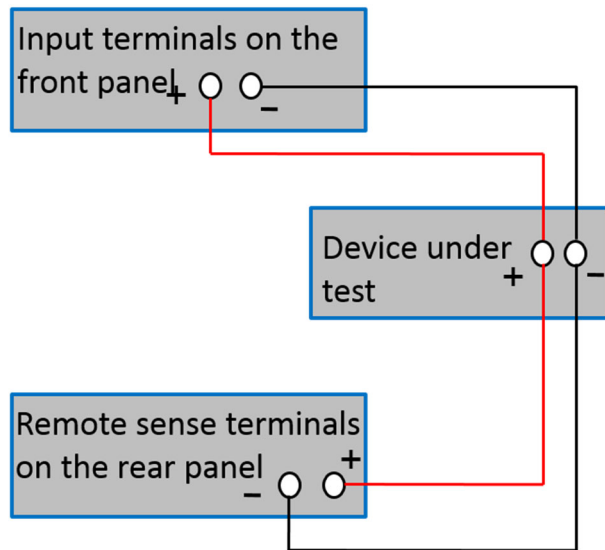 Input terminals on the
front panel
+ −
Device under
test
+ −
Remote sense terminals
on the rear panel
− +